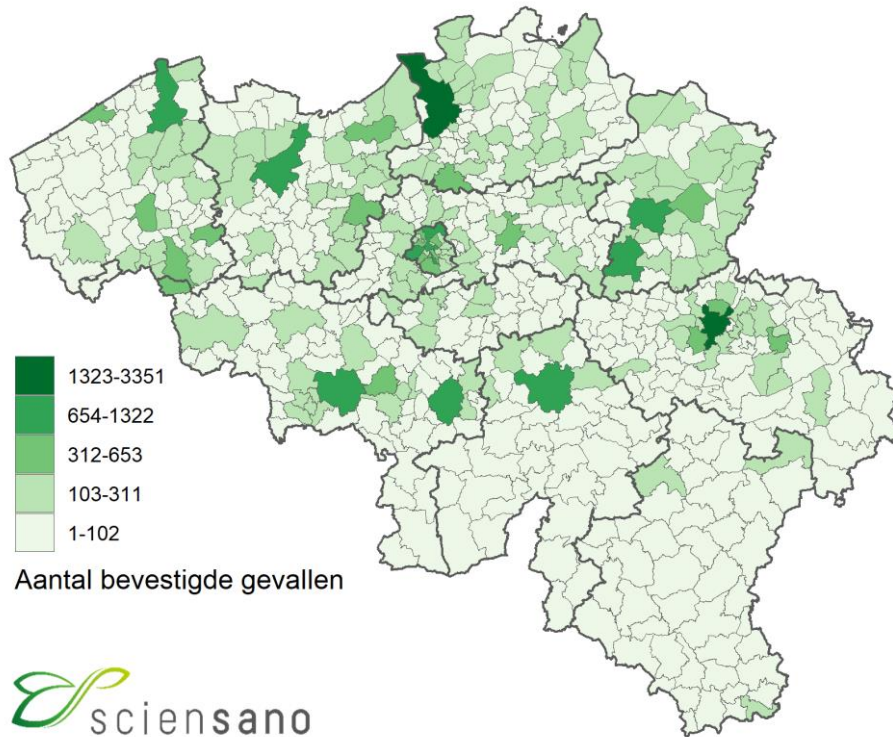 1323-3351
654-1322
312-653
103-311
1-102
Aantal bevestigde gevallen
sciensano